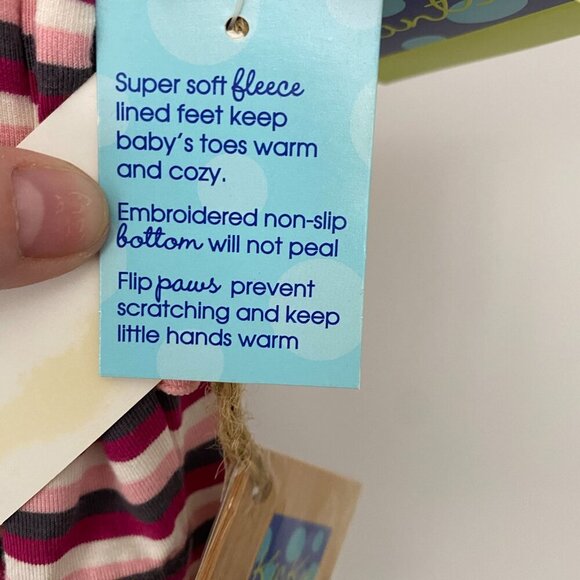 Super soft fleece
lined feet keep
baby's toes warm
and cozy.
Embroidered non-slip
bottom will not peal
Flip paws prevent
scratching and keep
little hands warm